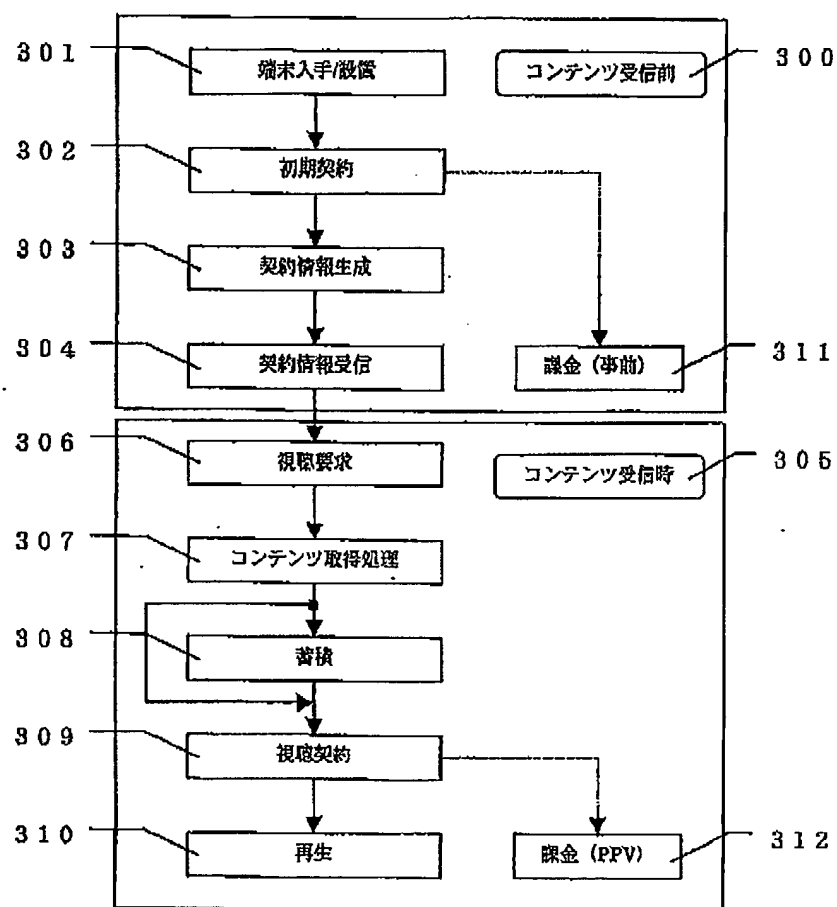 301
端末入手/設置
コンテンツ受信前
300
302
初期契約
303
契約情報生成
304
契約情報受信
課金（事前）
311
306
視聴要求
コンテンツ受信時
305
307
コンテンツ取得処理
308
蓄積
309
視聴契約
310
再生
課金（PPV）
312